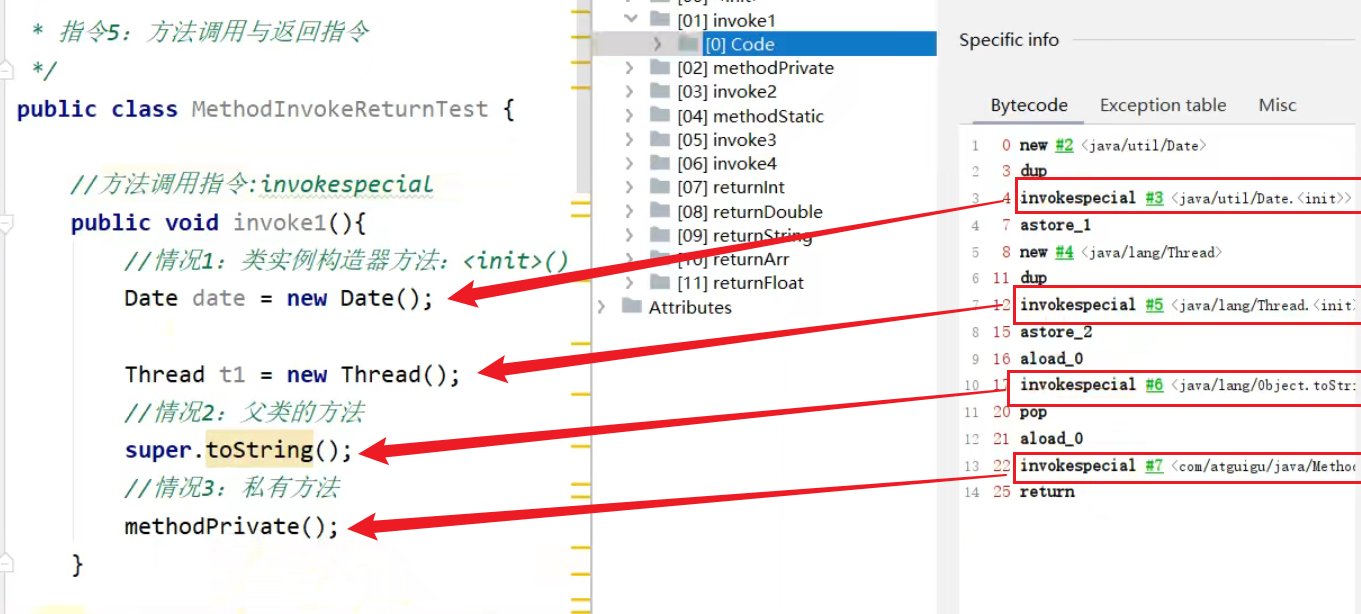 * 指令5：方法调用与返回指令
*/
public class MethodInvokeReturnTest {
//方法调用指令:invokespecial
public void invoke1(){
//情况1：类实例构造器方法：<init>()
Date date = new Date();
Thread t1 = new Thread();
//情况2：父类的方法
super.toString();
//情况3：私有方法
methodPrivate();
}
[01] invoke1
[0] Code
[02] methodPrivate
[03] invoke2
[04] methodStatic
[05] invoke3
[06] invoke4
[07] returnInt
[08] returnDouble
[09] returnString
[10] returnArr
[11] returnFloat
Attributes
Specific info
Bytecode Exception table Misc
1 0 new #2 <java/util/Date>
2 3 dup
3 4 invokespecial #3 <java/util/Date.<init>>
4 7 astore_1
5 8 new #4 <java/lang/Thread>
6 11 dup
7 12 invokespecial #5 <java/lang/Thread.<init>
8 15 astore_2
9 16 aload_0
10 17 invokespecial #6 <java/lang/Object.toStri
11 20 pop
12 21 aload_0
13 22 invokespecial #7 <com/atguigu/java/Metho
14 25 return